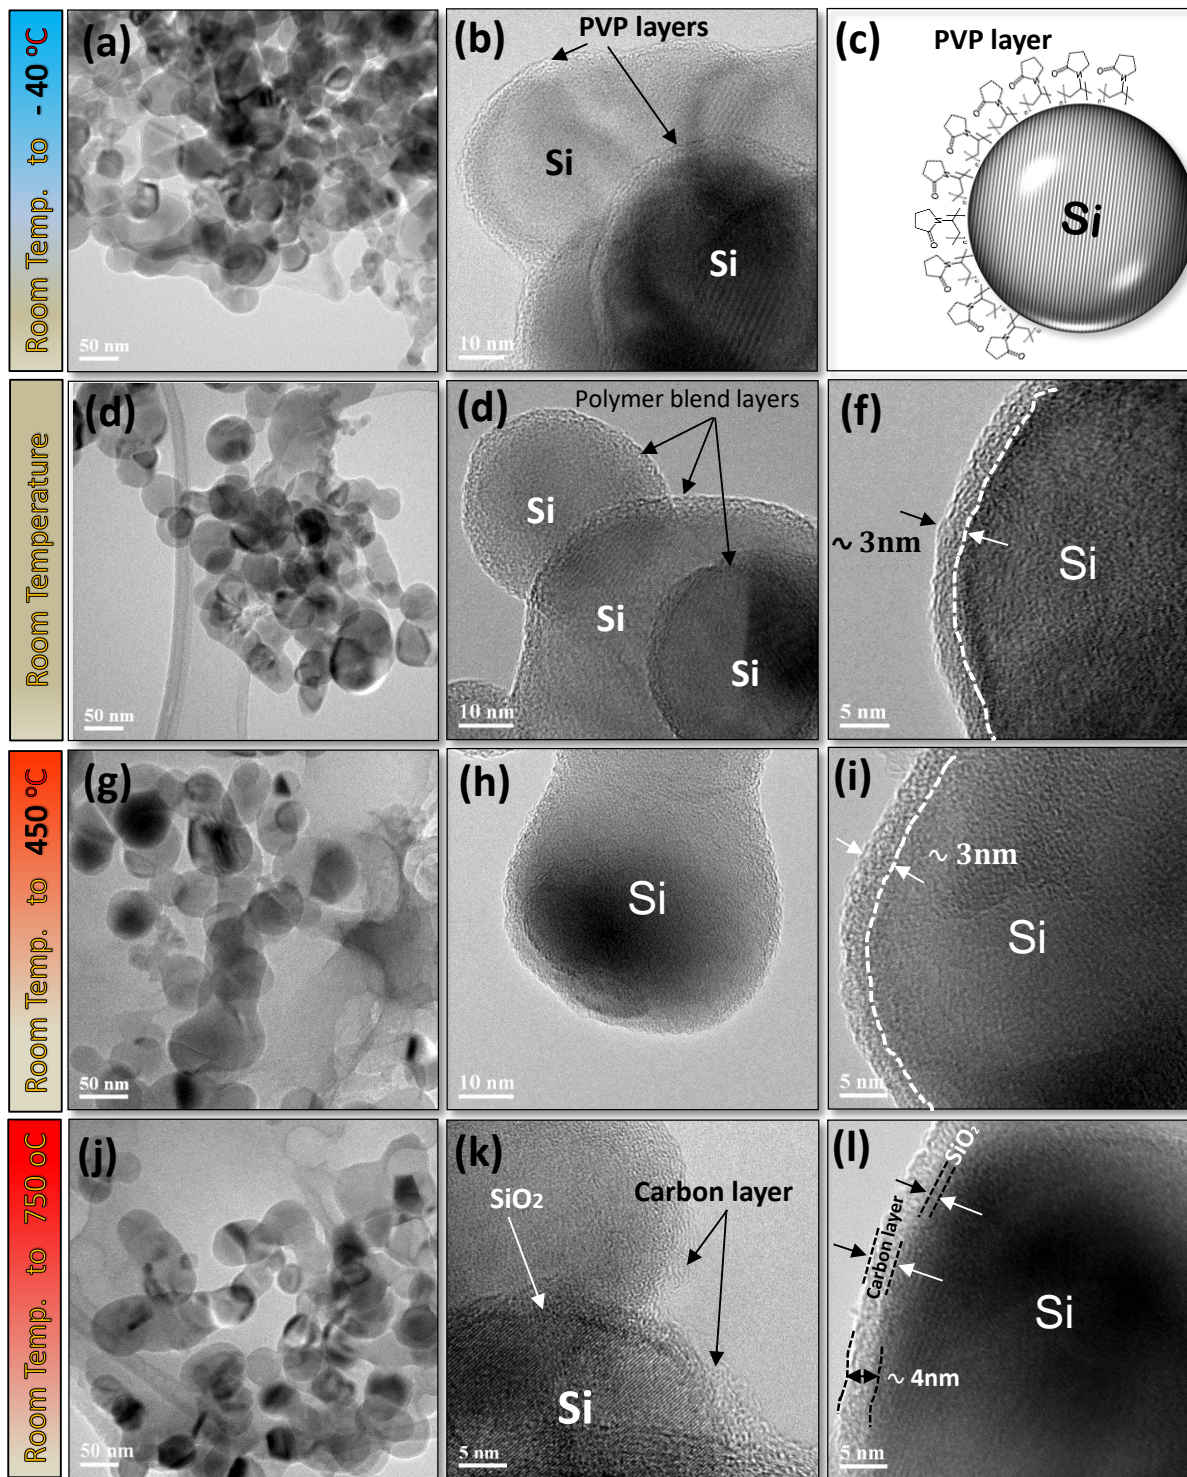 Room Temp. to - 40 ℃
(a)
50 nm
(b)
PVP layers
Si
Si
10 nm
(c)
PVP layer
Si
Room Temperature
(d)
50 nm
(d)
Polymer blend layers
Si
Si
Si
10 nm
(f)
~ 3nm
Si
5 nm
Room Temp. to 450 ℃
(g)
50 nm
(h)
Si
10 nm
(i)
~ 3nm
Si
5 nm
Room Temp. to 750 oC
(j)
50 nm
(k)
SiO₂
Carbon layer
Si
5 nm
(l)
SiO₂
Carbon layer
Si
~ 4nm
5 nm